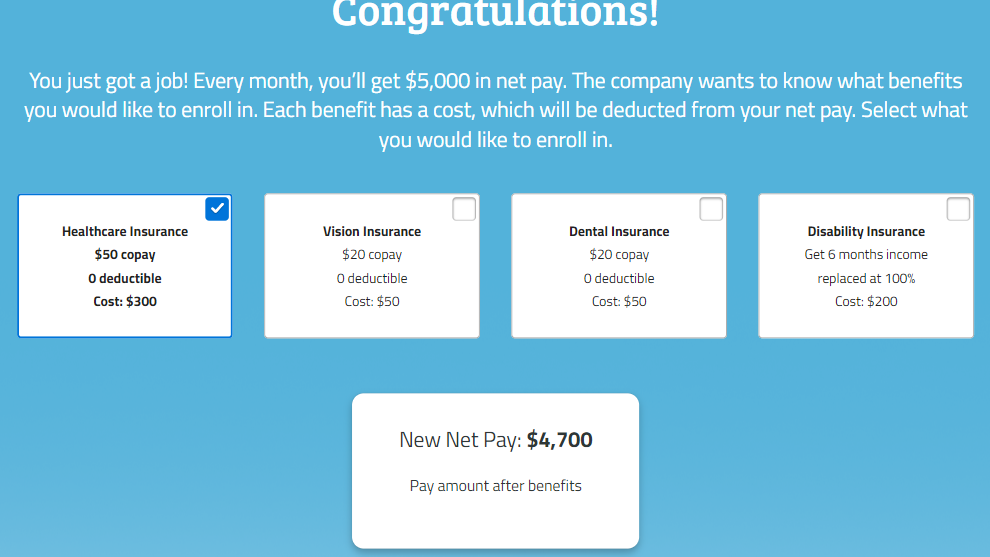 Congratulations!
You just got a job! Every month, you’ll get $5,000 in net pay. The company wants to know what benefits
you would like to enroll in. Each benefit has a cost, which will be deducted from your net pay. Select what
you would like to enroll in.
Healthcare Insurance
$50 copay
0 deductible
Cost: $300
Vision Insurance
$20 copay
0 deductible
Cost: $50
Dental Insurance
$20 copay
0 deductible
Cost: $50
Disability Insurance
Get 6 months income
replaced at 100%
Cost: $200
New Net Pay: $4,700
Pay amount after benefits